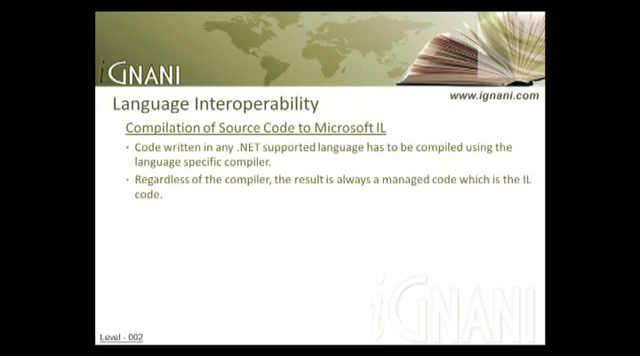 iGNANI
www.ignani.com
Language Interoperability
Compilation of Source Code to Microsoft IL
• Code written in any .NET supported language has to be compiled using the
language specific compiler.
• Regardless of the compiler, the result is always a managed code which is the IL
code.
iGNANI
Level - 002